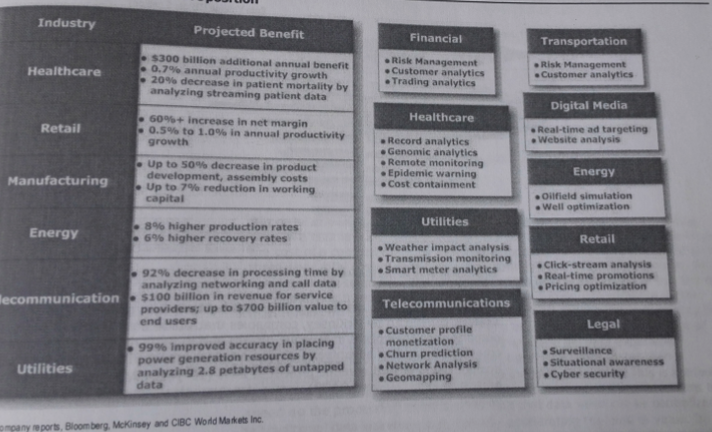 Industry
Projected Benefit
Healthcare
• $300 billion additional annual benefit
• 0.7% annual productivity growth
• 20% decrease in patient mortality by
analyzing streaming patient data
Retail
• 60%+ increase in net margin
• 0.5% to 1.0% in annual productivity
growth
Manufacturing
• Up to 50% decrease in product
development, assembly costs
• Up to 7% reduction in working
capital
Energy
• 8% higher production rates
• 6% higher recovery rates
lecommunication
• 92% decrease in processing time by
analyzing networking and call data
• $100 billion in revenue for service
providers; up to $700 billion value to
end users
Utilities
• 99% improved accuracy in placing
power generation resources by
analyzing 2.8 petabytes of untapped
data
Financial
• Risk Management
• Customer analytics
• Trading analytics
Healthcare
• Record analytics
• Genomic analytics
• Remote monitoring
• Epidemic warning
• Cost containment
Utilities
• Weather impact analysis
• Transmission monitoring
• Smart meter analytics
Telecommunications
• Customer profile
monetization
• Churn prediction
• Network Analysis
• Geomapping
Transportation
• Risk Management
• Customer analytics
Digital Media
• Real-time ad targeting
• Website analysis
Energy
• Oilfield simulation
• Well optimization
Retail
• Click-stream analysis
• Real-time promotions
• Pricing optimization
Legal
• Surveillance
• Situational awareness
• Cyber security
ompany reports, Bloomberg, McKinsey and CIBC World Markets Inc.